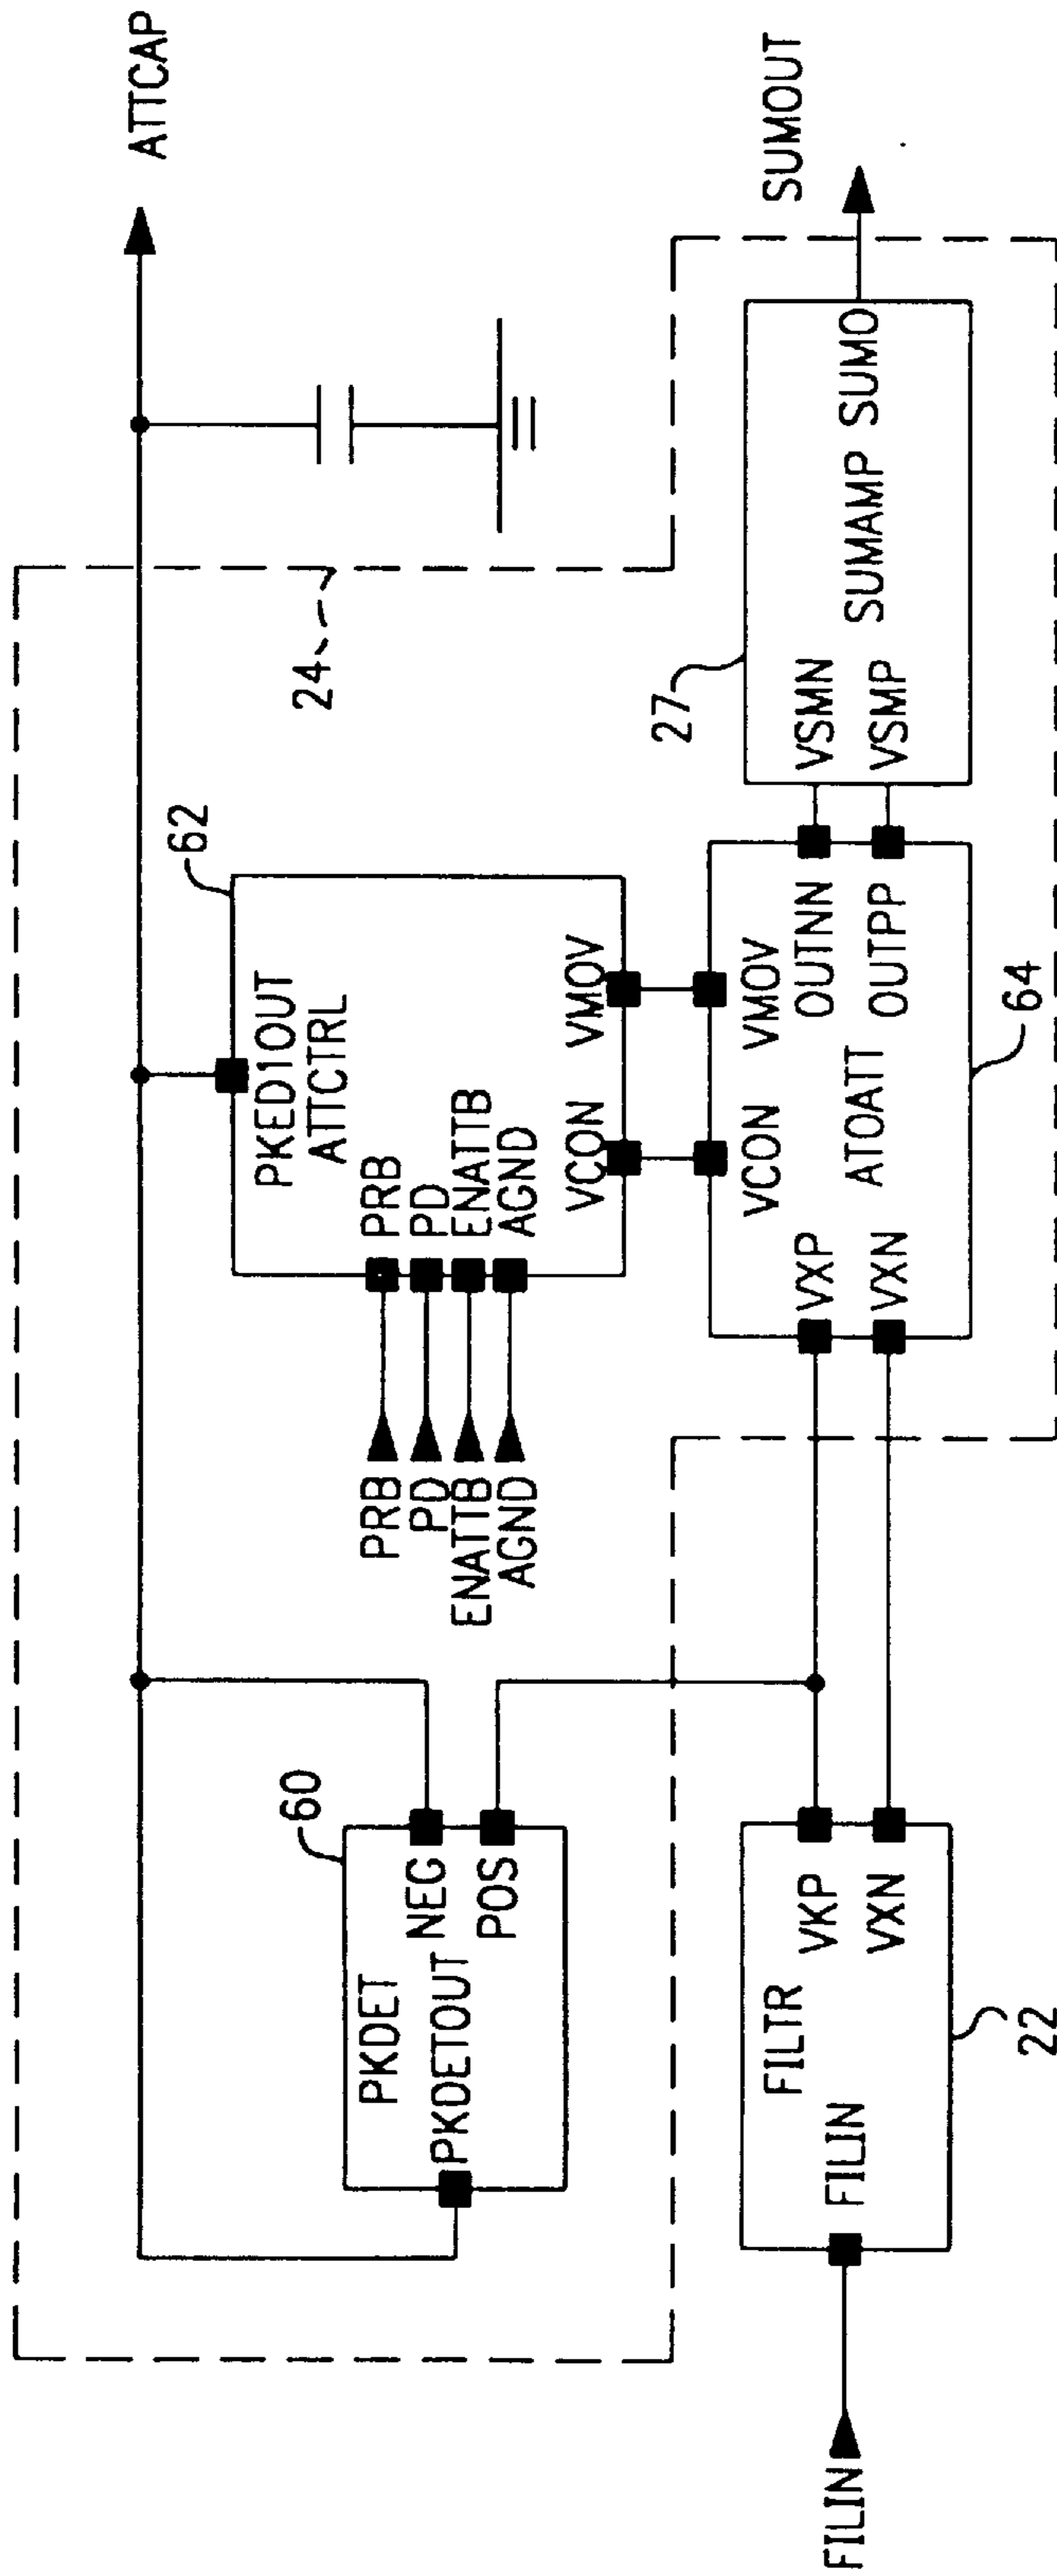 ATTCAP
24
62
PKED1OUT
ATTCTRL
PRB
PD
ENATTB
AGND
PRB
PD
ENATTB
AGND
VCON
VMOV
60
PKDET
NEG
PKDETOUT
POS
SUMOUT
27
VSMN
SUMAMP SUMO
VSMP
VCON
VMOV
VXP
OUTNN
ATOATT
VXN
OUTPP
64
FILTR
VKP
FILIN
FILIN
VXN
22